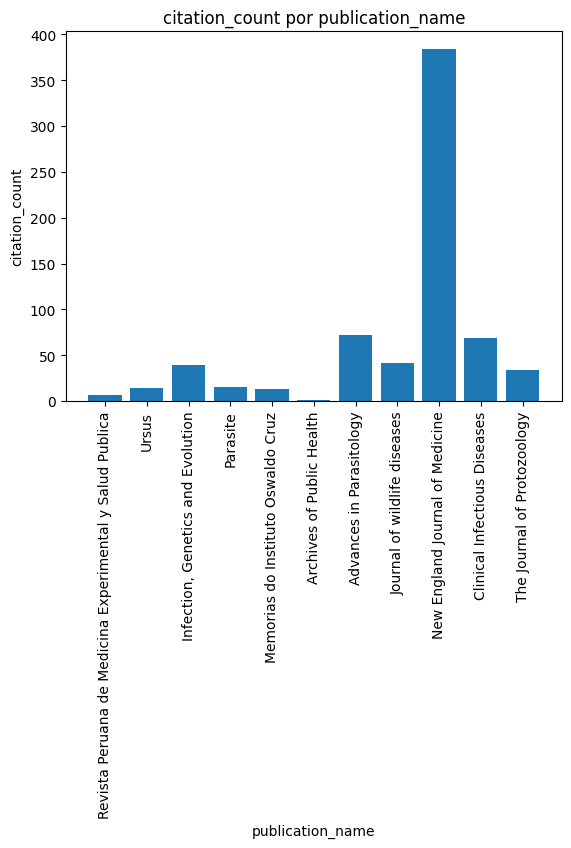 citation_count por publication_name
400
350
300
250
200
150
100
50
0
citation_count
Revista Peruana de Medicina Experimental y Salud Publica
Ursus
Infection, Genetics and Evolution
Parasite
Memorias do Instituto Oswaldo Cruz
Archives of Public Health
Advances in Parasitology
Journal of wildlife diseases
New England Journal of Medicine
Clinical Infectious Diseases
The Journal of Protozoology
publication_name